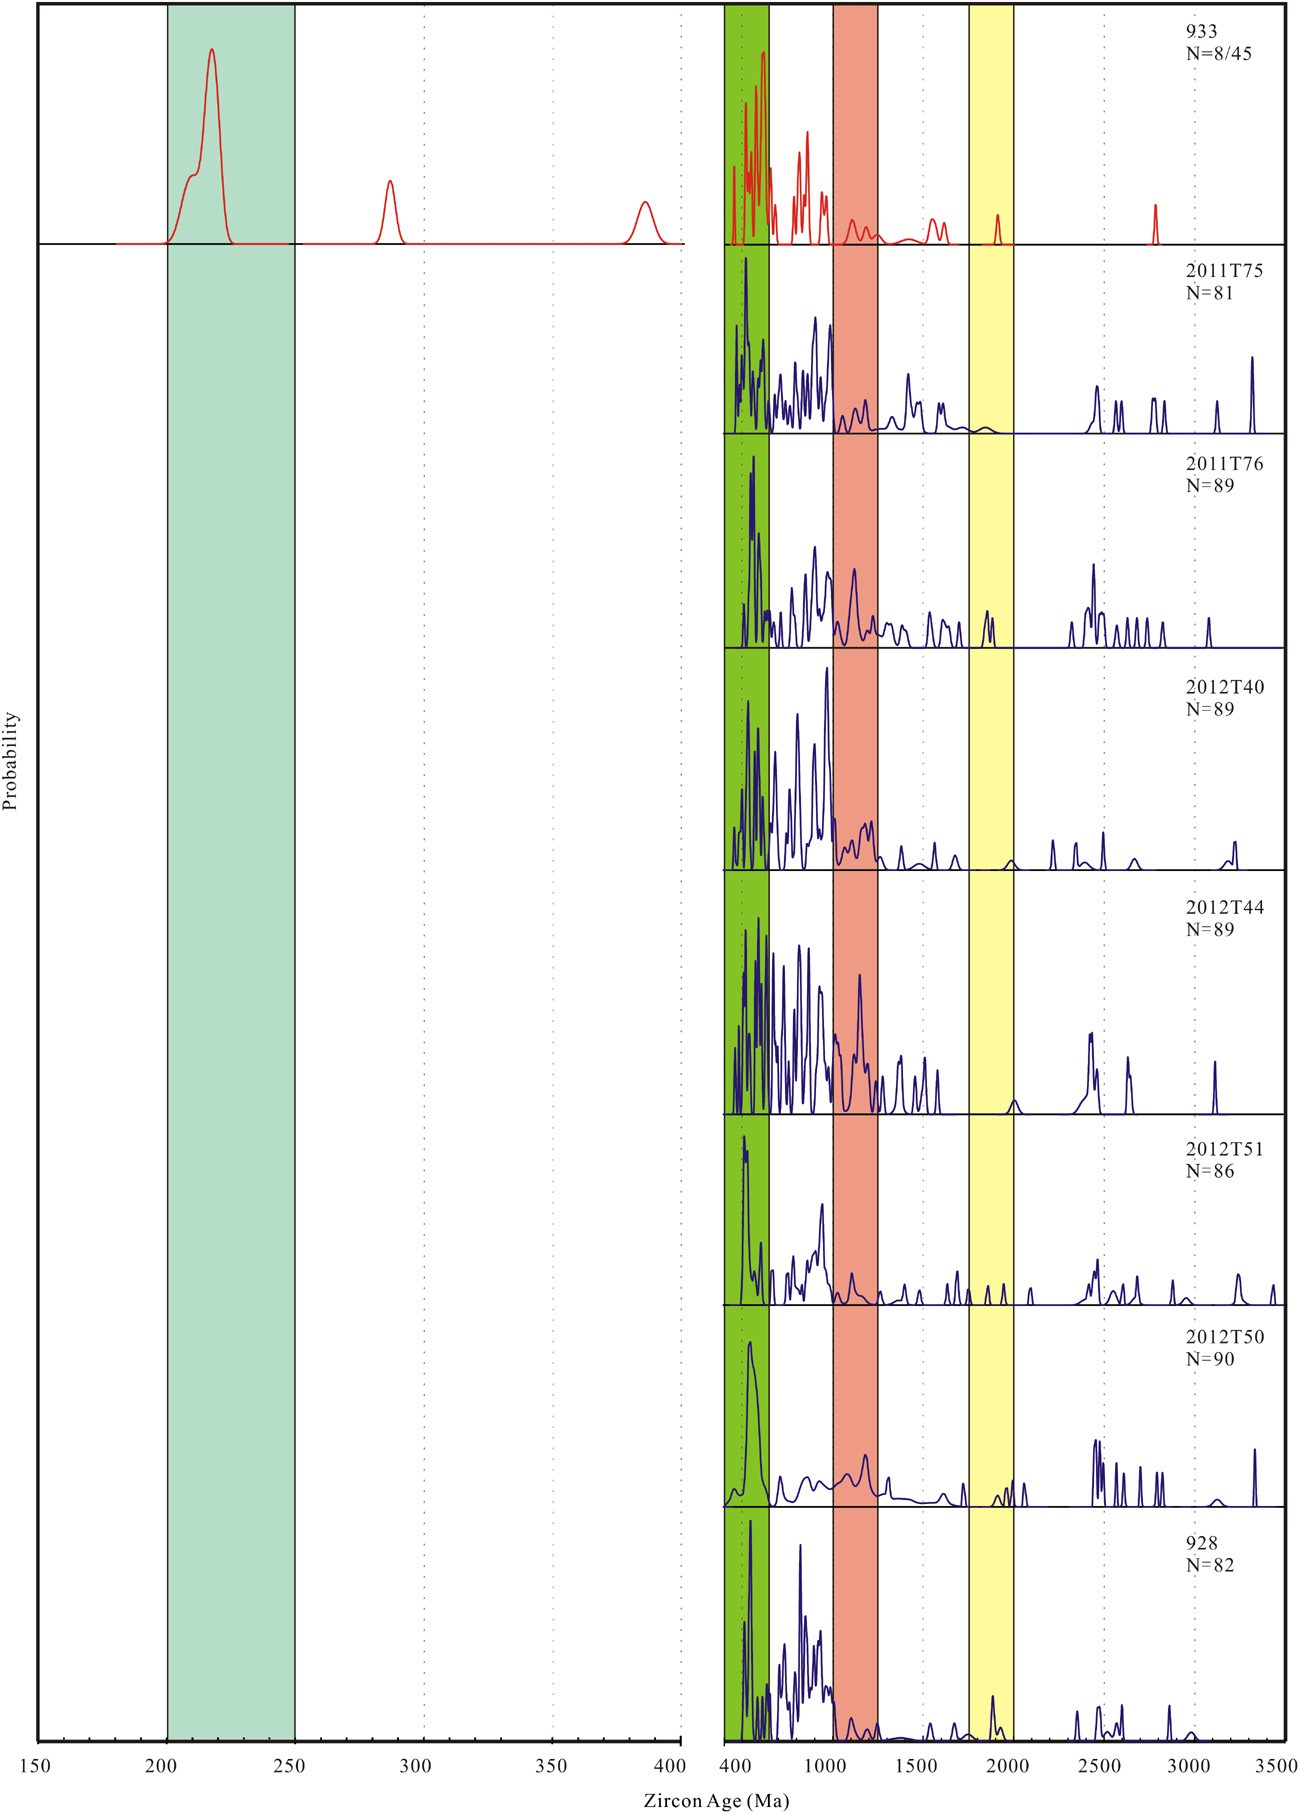 933
N=8/45
2011T75
N=81
2011T76
N=89
2012T40
N=89
2012T44
N=89
2012T51
N=86
2012T50
N=90
928
N=82
Probability
150 200 250 300 350 400 400 1000 1500 2000 2500 3000 3500
Zircon Age (Ma)